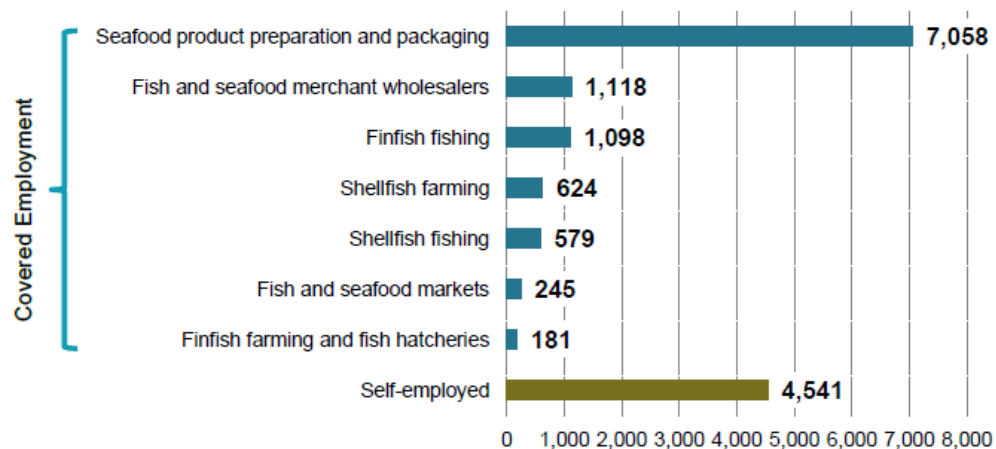 Covered Employment
Seafood product preparation and packaging 7,058
Fish and seafood merchant wholesalers 1,118
Finfish fishing 1,098
Shellfish farming 624
Shellfish fishing 579
Fish and seafood markets 245
Finfish farming and fish hatcheries 181
Self-employed 4,541
0 1,000 2,000 3,000 4,000 5,000 6,000 7,000 8,000